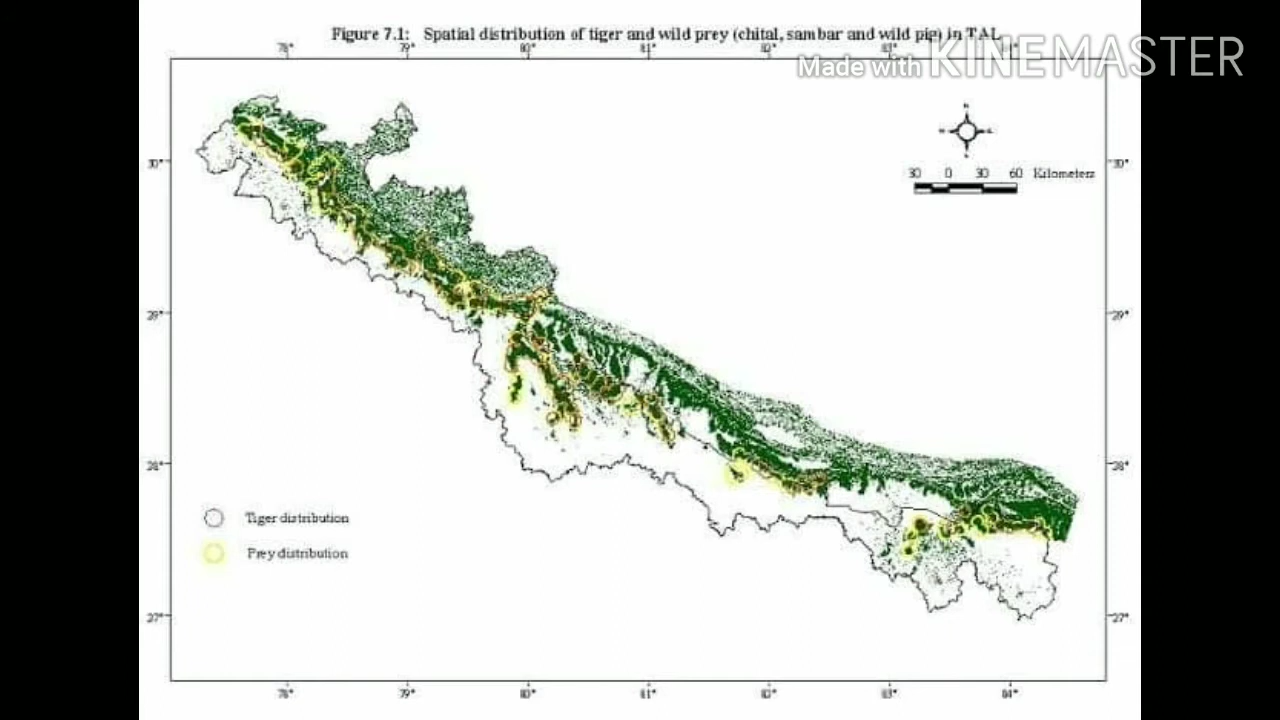 Figure 7.1: Spatial distribution of tiger and wild prey (chital, sambar and wild pig) in TAL
Made with KINEMASTER
78° 79° 80° 81° 82° 83° 84°
N
30 0 30 60 Kilometers
30° 30°
29° 29°
28° 28°
Tiger distribution
Prey distribution
27° 27°
78° 79° 80° 81° 82° 83° 84°